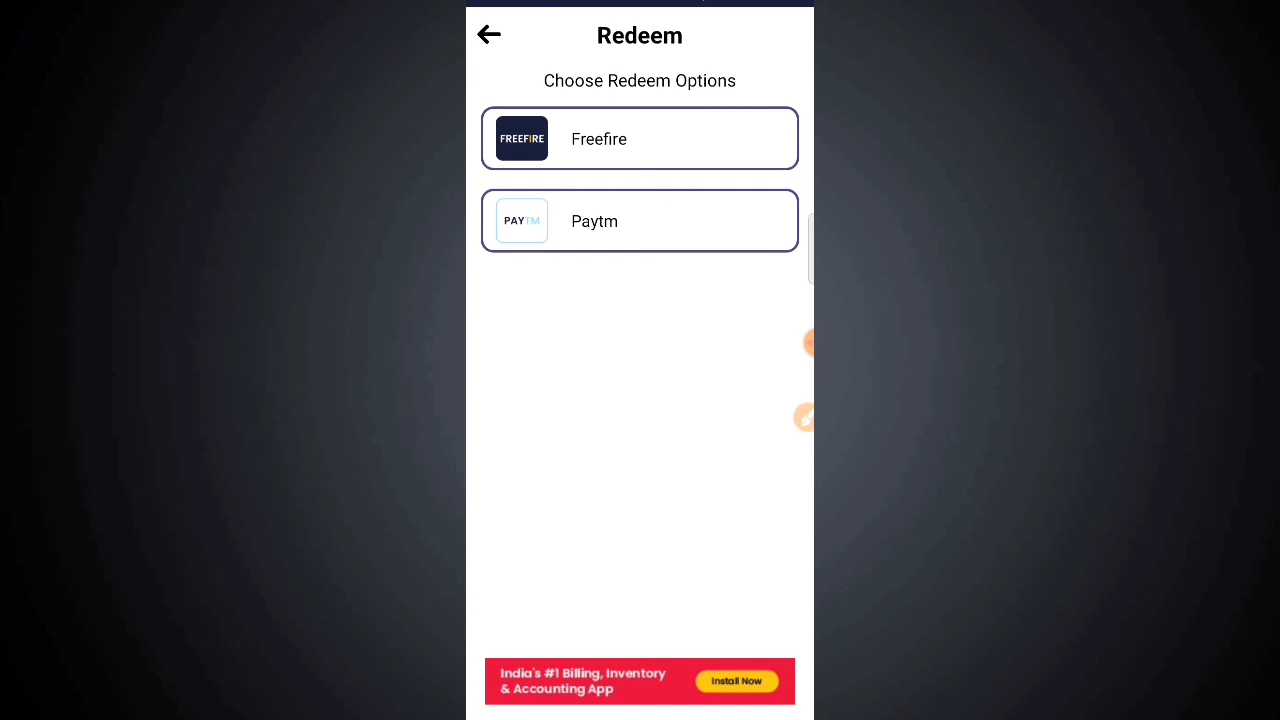 Redeem
Choose Redeem Options
FREEFIRE
Freefire
PAYTM
Paytm
India's #1 Billing, Inventory
& Accounting App
Install Now